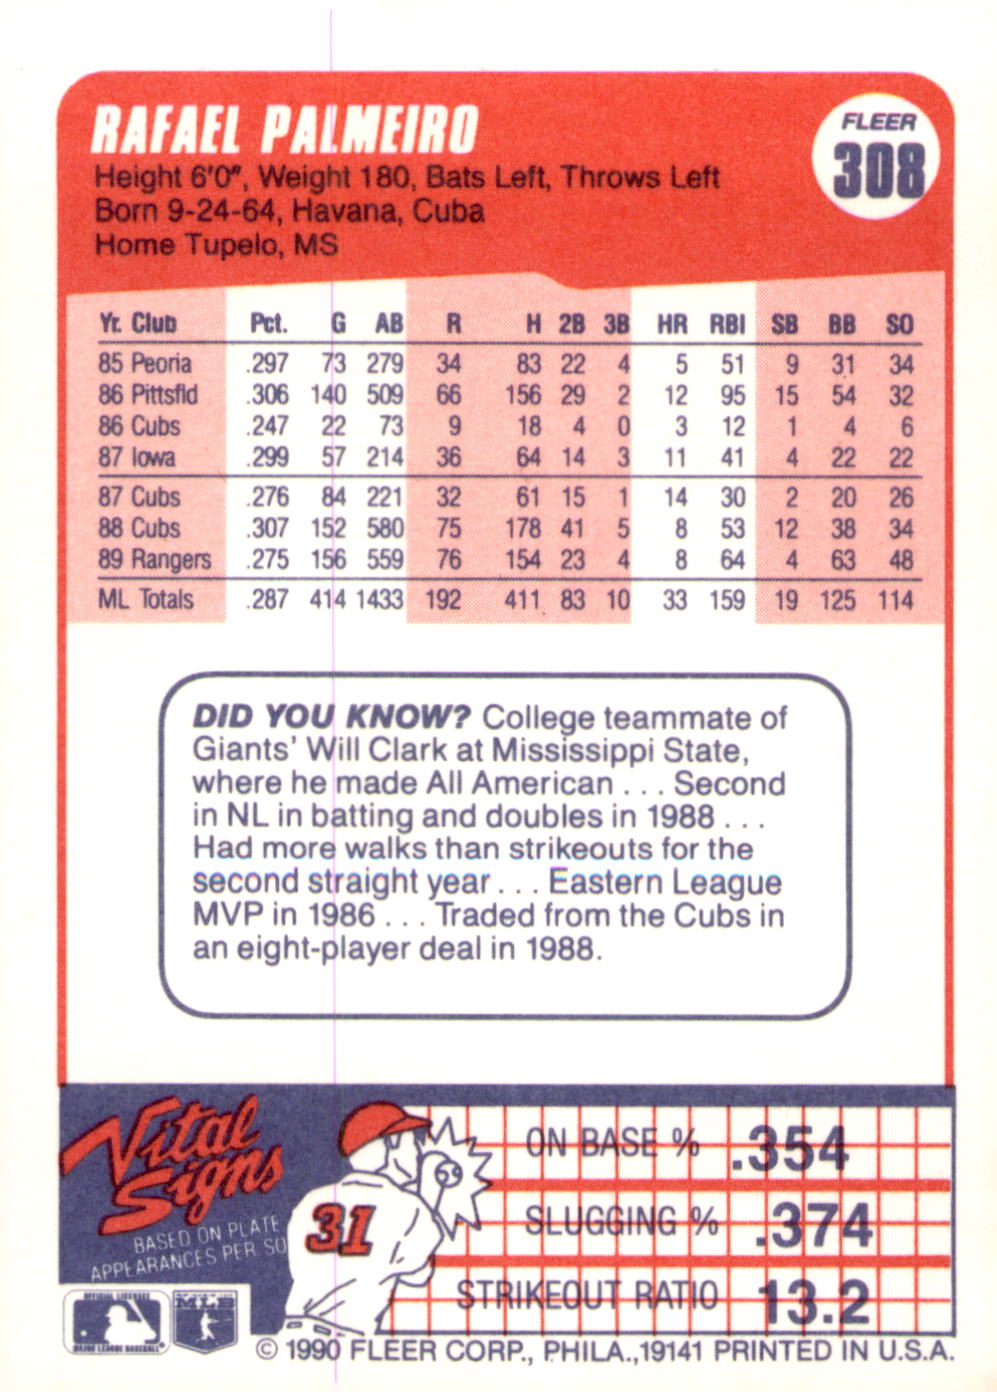 RAFAEL PALMEIRO
FLEER
308
Height 6'0", Weight 180, Bats Left, Throws Left
Born 9-24-64, Havana, Cuba
Home Tupelo, MS
Yr. Club Pct. G AB R H 2B 3B HR RBI SB BB SO
85 Peoria .297 73 279 34 83 22 4 5 51 9 31 34
86 Pittsfld .306 140 509 66 156 29 2 12 95 15 54 32
86 Cubs .247 22 73 9 18 4 0 3 12 1 4 6
87 Iowa .299 57 214 36 64 14 3 11 41 4 22 22
87 Cubs .276 84 221 32 61 15 1 14 30 2 20 26
88 Cubs .307 152 580 75 178 41 5 8 53 12 38 34
89 Rangers .275 156 559 76 154 23 4 8 64 4 63 48
ML Totals .287 414 1433 192 411 83 10 33 159 19 125 114
DID YOU KNOW? College teammate of
Giants' Will Clark at Mississippi State,
where he made All American . . . Second
in NL in batting and doubles in 1988 . . .
Had more walks than strikeouts for the
second straight year . . . Eastern League
MVP in 1986 . . . Traded from the Cubs in
an eight-player deal in 1988.
Vital
Signs
BASED ON PLATE
APPEARANCES PER SO
31
ON BASE % .354
SLUGGING % .374
STRIKEOUT RATIO 13.2
OFFICIAL LICENSEE
MAJOR LEAGUE BASEBALL
MLB
© 1990 FLEER CORP., PHILA.,19141 PRINTED IN U.S.A.